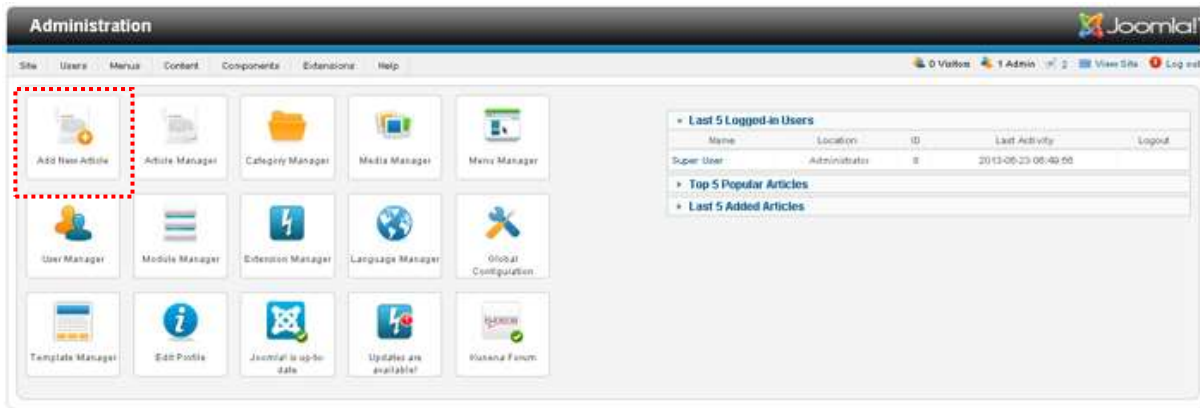 Administration
Joomla!
Site Users Menus Content Components Extensions Help
0 Visitors 1 Admin 2 View Site Log out
Add New Article Article Manager Category Manager Media Manager Menu Manager
Last 5 Logged-in Users
Name Location ID Last Activity Logout
Super User Administrator 2013-06-23 06:49:56
Top 5 Popular Articles
Last 5 Added Articles
User Manager Module Manager Extension Manager Language Manager Global
Configuration
Template Manager Edit Profile Joomla! is up-to-
date
Updates are
available!
Kunena Forum